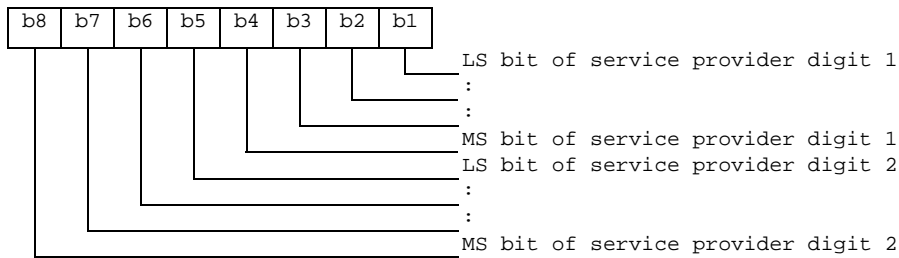 b8 b7 b6 b5 b4 b3 b2 b1
LS bit of service provider digit 1
:
:
MS bit of service provider digit 1
LS bit of service provider digit 2
:
:
MS bit of service provider digit 2